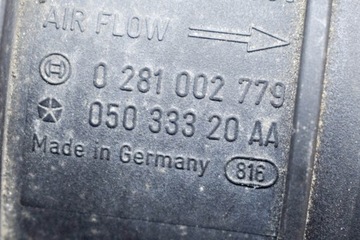 AIR FLOW
0 281 002 779
050 333 20 AA
Made in Germany 816